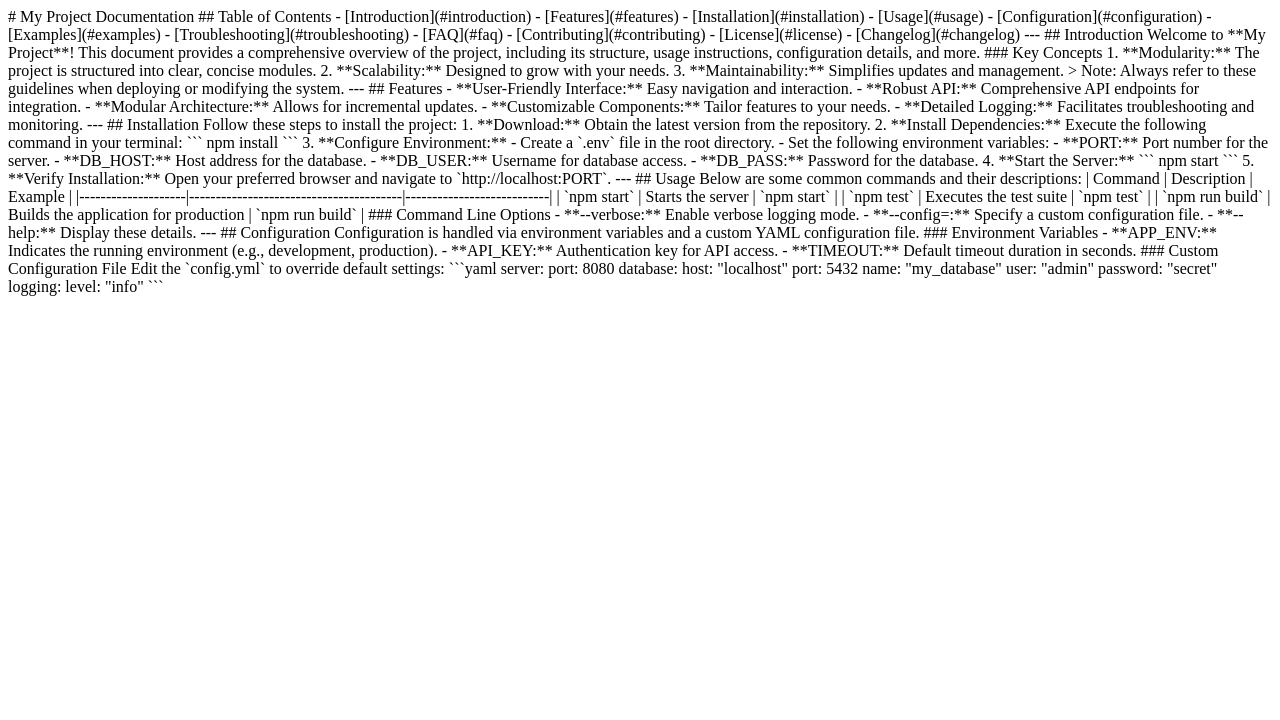 # My Project Documentation ## Table of Contents - [Introduction](#introduction) - [Features](#features) - [Installation](#installation) - [Usage](#usage) - [Configuration](#configuration) -
[Examples](#examples) - [Troubleshooting](#troubleshooting) - [FAQ](#faq) - [Contributing](#contributing) - [License](#license) - [Changelog](#changelog) --- ## Introduction Welcome to **My
Project**! This document provides a comprehensive overview of the project, including its structure, usage instructions, configuration details, and more. ### Key Concepts 1. **Modularity:** The
project is structured into clear, concise modules. 2. **Scalability:** Designed to grow with your needs. 3. **Maintainability:** Simplifies updates and management. > Note: Always refer to these
guidelines when deploying or modifying the system. --- ## Features - **User-Friendly Interface:** Easy navigation and interaction. - **Robust API:** Comprehensive API endpoints for
integration. - **Modular Architecture:** Allows for incremental updates. - **Customizable Components:** Tailor features to your needs. - **Detailed Logging:** Facilitates troubleshooting and
monitoring. --- ## Installation Follow these steps to install the project: 1. **Download:** Obtain the latest version from the repository. 2. **Install Dependencies:** Execute the following
command in your terminal: ``` npm install ``` 3. **Configure Environment:** - Create a `.env` file in the root directory. - Set the following environment variables: - **PORT:** Port number for the
server. - **DB_HOST:** Host address for the database. - **DB_USER:** Username for database access. - **DB_PASS:** Password for the database. 4. **Start the Server:** ``` npm start ``` 5.
**Verify Installation:** Open your preferred browser and navigate to `http://localhost:PORT`. --- ## Usage Below are some common commands and their descriptions: | Command | Description |
Example | |--------------------|----------------------------------------|---------------------------| | `npm start` | Starts the server | `npm start` | | `npm test` | Executes the test suite | `npm test` | | `npm run build` |
Builds the application for production | `npm run build` | ### Command Line Options - **--verbose:** Enable verbose logging mode. - **--config=:** Specify a custom configuration file. - **--
help:** Display these details. --- ## Configuration Configuration is handled via environment variables and a custom YAML configuration file. ### Environment Variables - **APP_ENV:**
Indicates the running environment (e.g., development, production). - **API_KEY:** Authentication key for API access. - **TIMEOUT:** Default timeout duration in seconds. ### Custom
Configuration File Edit the `config.yml` to override default settings: ```yaml server: port: 8080 database: host: "localhost" port: 5432 name: "my_database" user: "admin" password: "secret"
logging: level: "info" ```